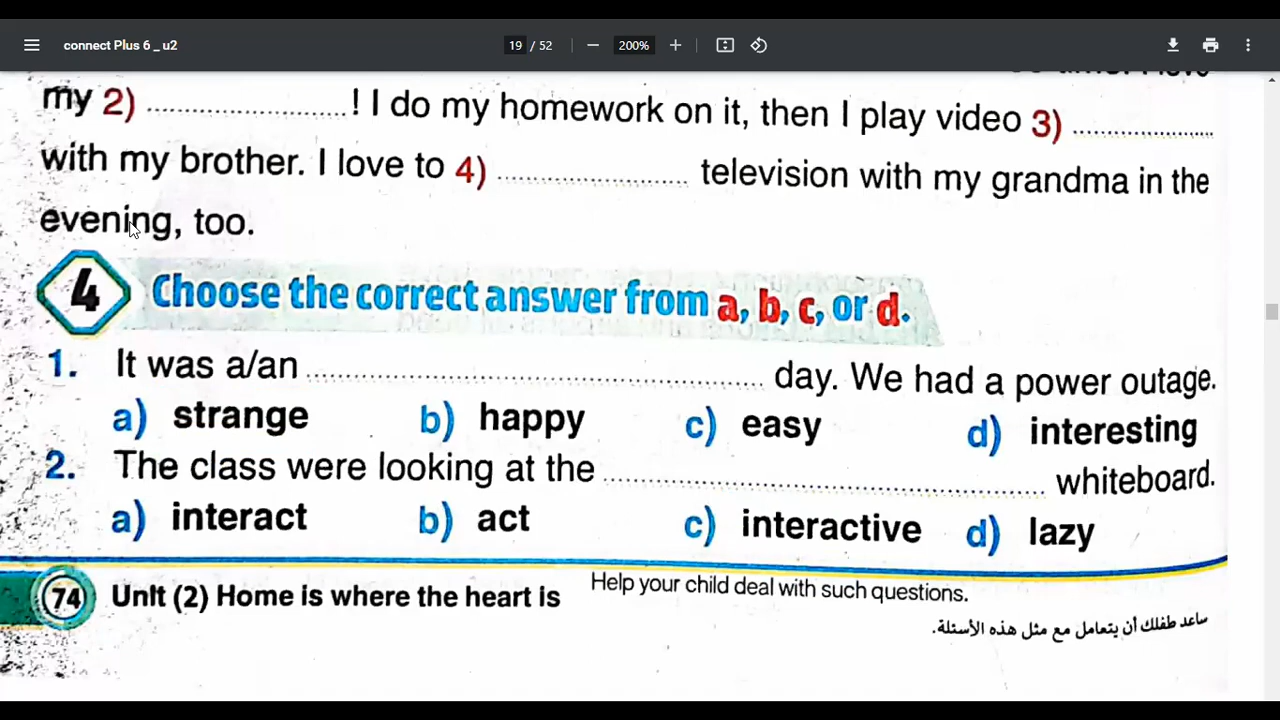 connect Plus 6 _ u2
19 / 52
200%
my 2) .................... ! I do my homework on it, then I play video 3) ....................
with my brother. I love to 4) .................... television with my grandma in the
evening, too.
4 Choose the correct answer from a, b, c, or d.
1. It was a/an .................... day. We had a power outage.
a) strange b) happy c) easy d) interesting
2. The class were looking at the .................... whiteboard.
a) interact b) act c) interactive d) lazy
74 Unit (2) Home is where the heart is
Help your child deal with such questions.
ساعد طفلك أن يتعامل مع مثل هذه الأسئلة.